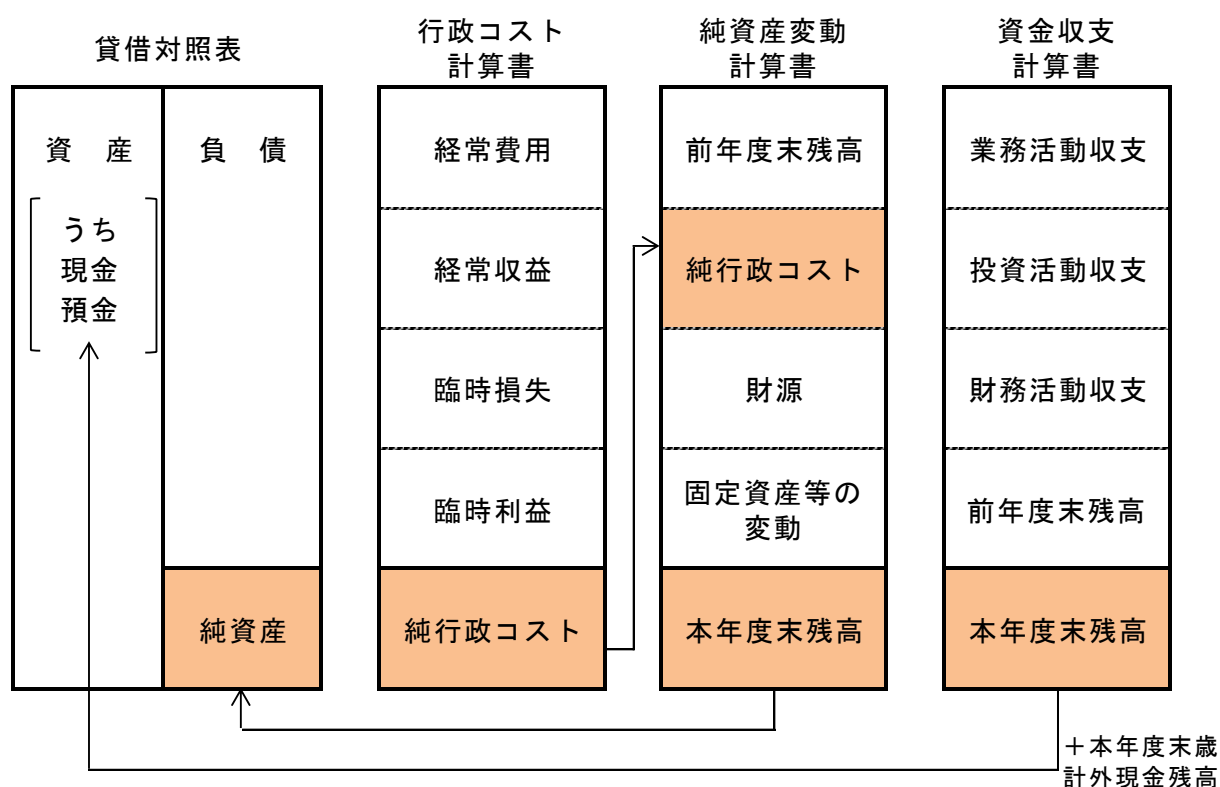 貸借対照表
資　産
うち
現金
預金
負　債
純資産
行政コスト
計算書
経常費用
経常収益
臨時損失
臨時利益
純行政コスト
純資産変動
計算書
前年度末残高
純行政コスト
財源
固定資産等の
変動
本年度末残高
資金収支
計算書
業務活動収支
投資活動収支
財務活動収支
前年度末残高
本年度末残高
＋本年度末歳
計外現金残高